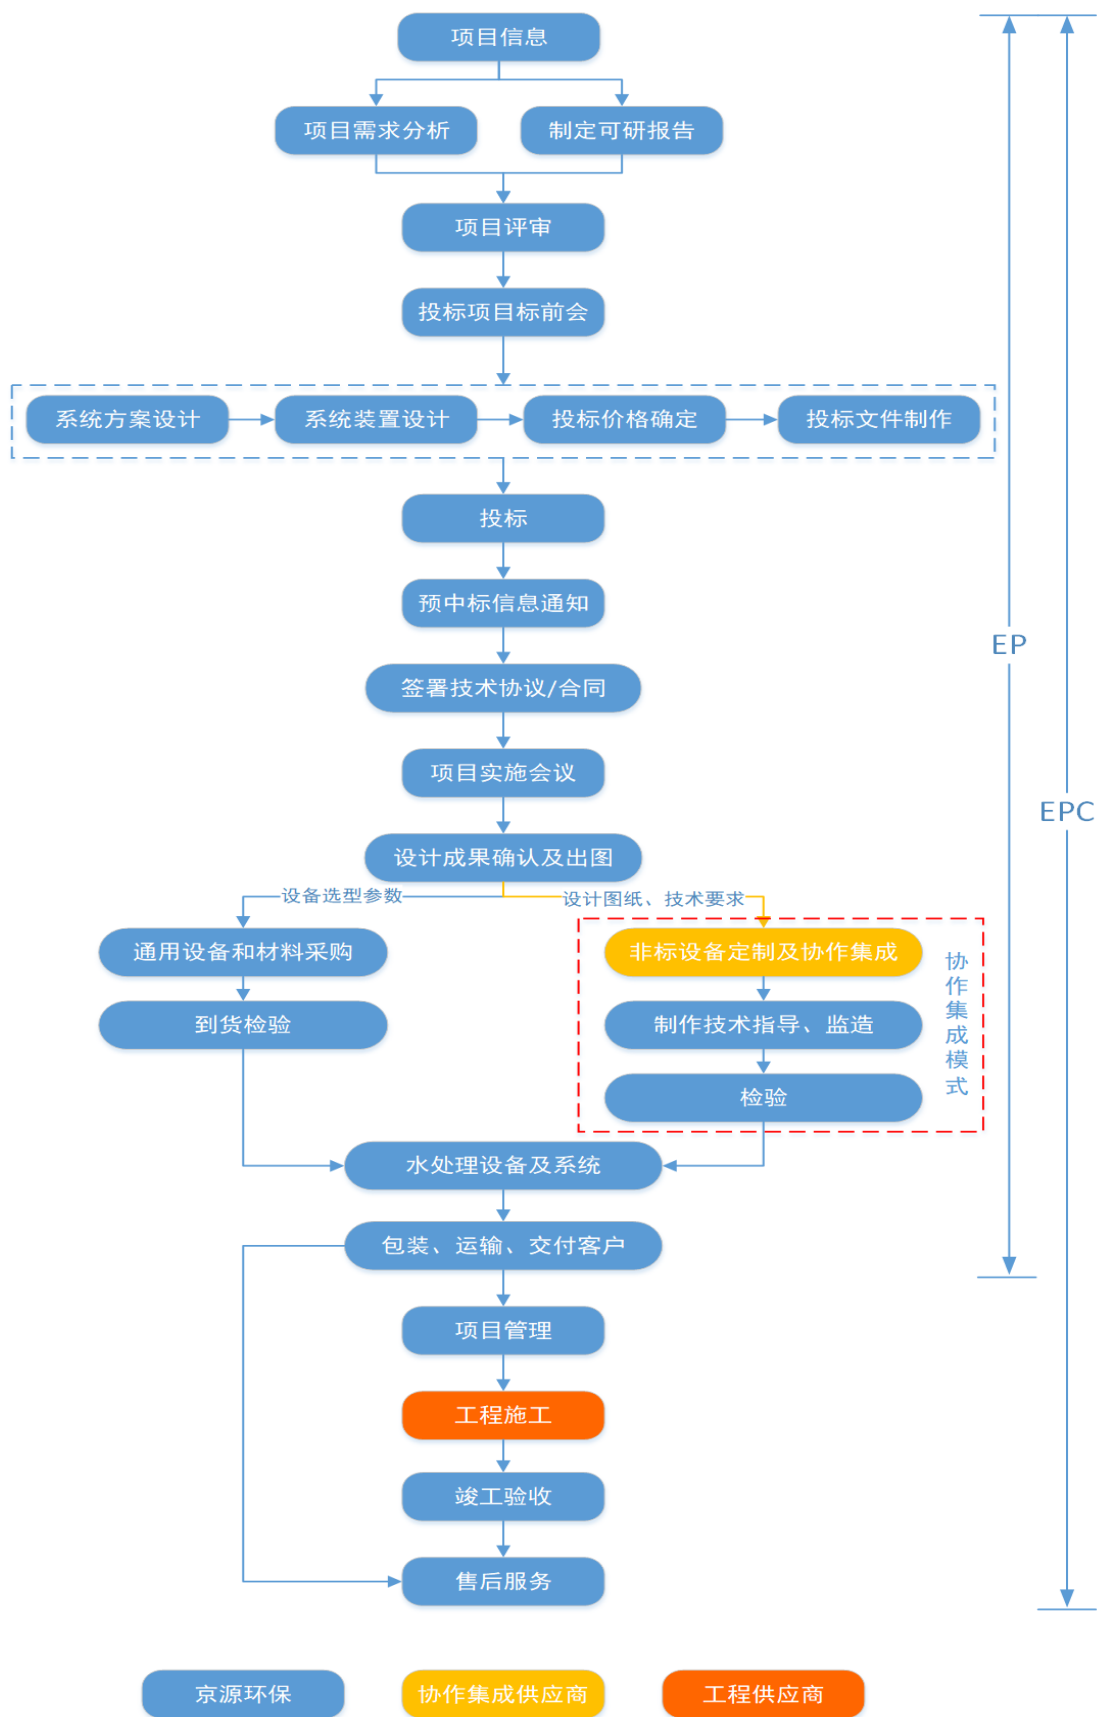 项目信息
项目需求分析
制定可研报告
项目评审
投标项目标前会
系统方案设计
系统装置设计
投标价格确定
投标文件制作
投标
预中标信息通知
EP
签署技术协议/合同
项目实施会议
EPC
设计成果确认及出图
设备选型参数
设计图纸、技术要求
通用设备和材料采购
非标设备定制及协作集成
协作集成模式
到货检验
制作技术指导、监造
检验
水处理设备及系统
包装、运输、交付客户
项目管理
工程施工
竣工验收
售后服务
京源环保
协作集成供应商
工程供应商